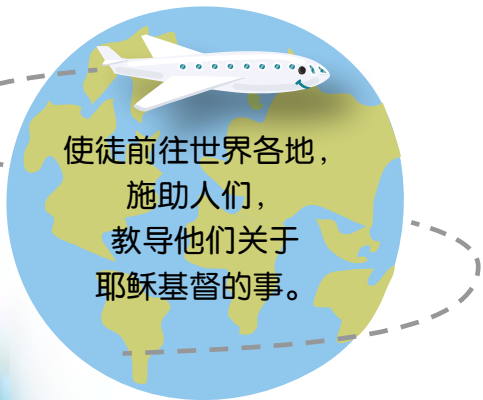 使徒前往世界各地，
施助人们，
教导他们关于
耶稣基督的事。